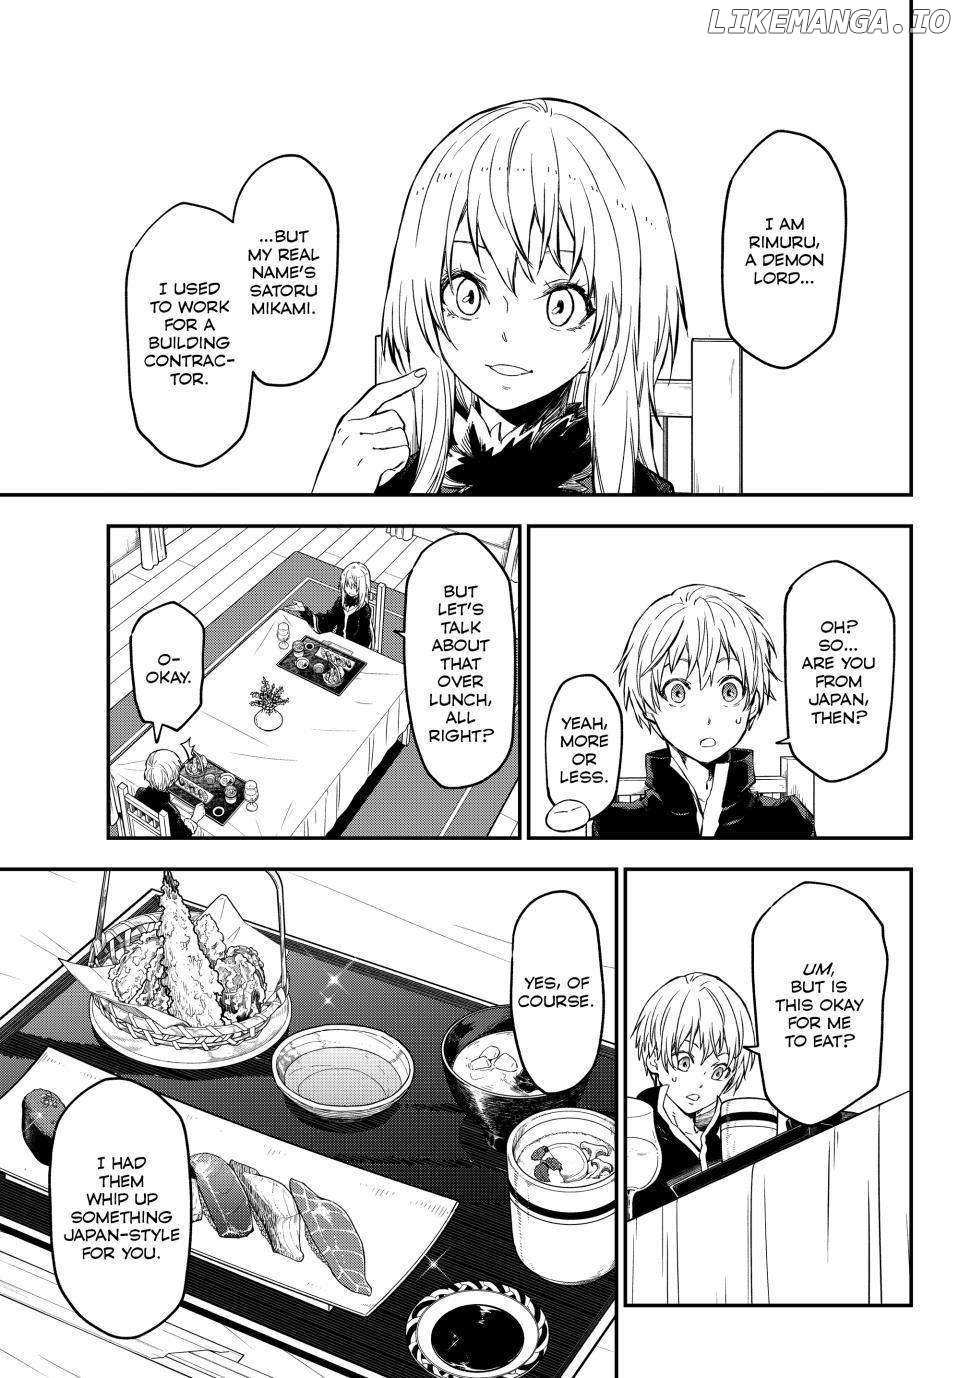 LIKEMANGA.IO
I AM
RIMURU,
A DEMON
LORD...
...BUT
MY REAL
NAME'S
SATORU
MIKAMI.
I USED
TO WORK
FOR A
BUILDING
CONTRAC-
TOR.
OH?
SO...
ARE YOU
FROM
JAPAN,
THEN?
YEAH,
MORE
OR
LESS.
BUT
LET'S
TALK
ABOUT
THAT
OVER
LUNCH,
ALL
RIGHT?
O-
OKAY.
UM,
BUT IS
THIS OKAY
FOR ME
TO EAT?
YES, OF
COURSE.
I HAD
THEM
WHIP UP
SOMETHING
JAPAN-STYLE
FOR YOU.